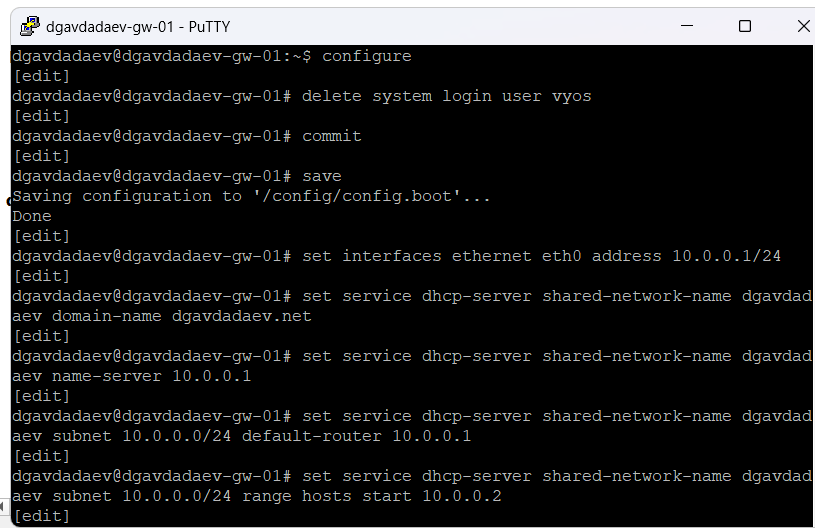 dgavdadaev-gw-01 - PuTTY
dgavdadaev@dgavdadaev-gw-01:~$ configure
[edit]
dgavdadaev@dgavdadaev-gw-01# delete system login user vyos
[edit]
dgavdadaev@dgavdadaev-gw-01# commit
[edit]
dgavdadaev@dgavdadaev-gw-01# save
Saving configuration to '/config/config.boot'...
Done
[edit]
dgavdadaev@dgavdadaev-gw-01# set interfaces ethernet eth0 address 10.0.0.1/24
[edit]
dgavdadaev@dgavdadaev-gw-01# set service dhcp-server shared-network-name dgavdad
aev domain-name dgavdadaev.net
[edit]
dgavdadaev@dgavdadaev-gw-01# set service dhcp-server shared-network-name dgavdad
aev name-server 10.0.0.1
[edit]
dgavdadaev@dgavdadaev-gw-01# set service dhcp-server shared-network-name dgavdad
aev subnet 10.0.0.0/24 default-router 10.0.0.1
[edit]
dgavdadaev@dgavdadaev-gw-01# set service dhcp-server shared-network-name dgavdad
aev subnet 10.0.0.0/24 range hosts start 10.0.0.2
[edit]